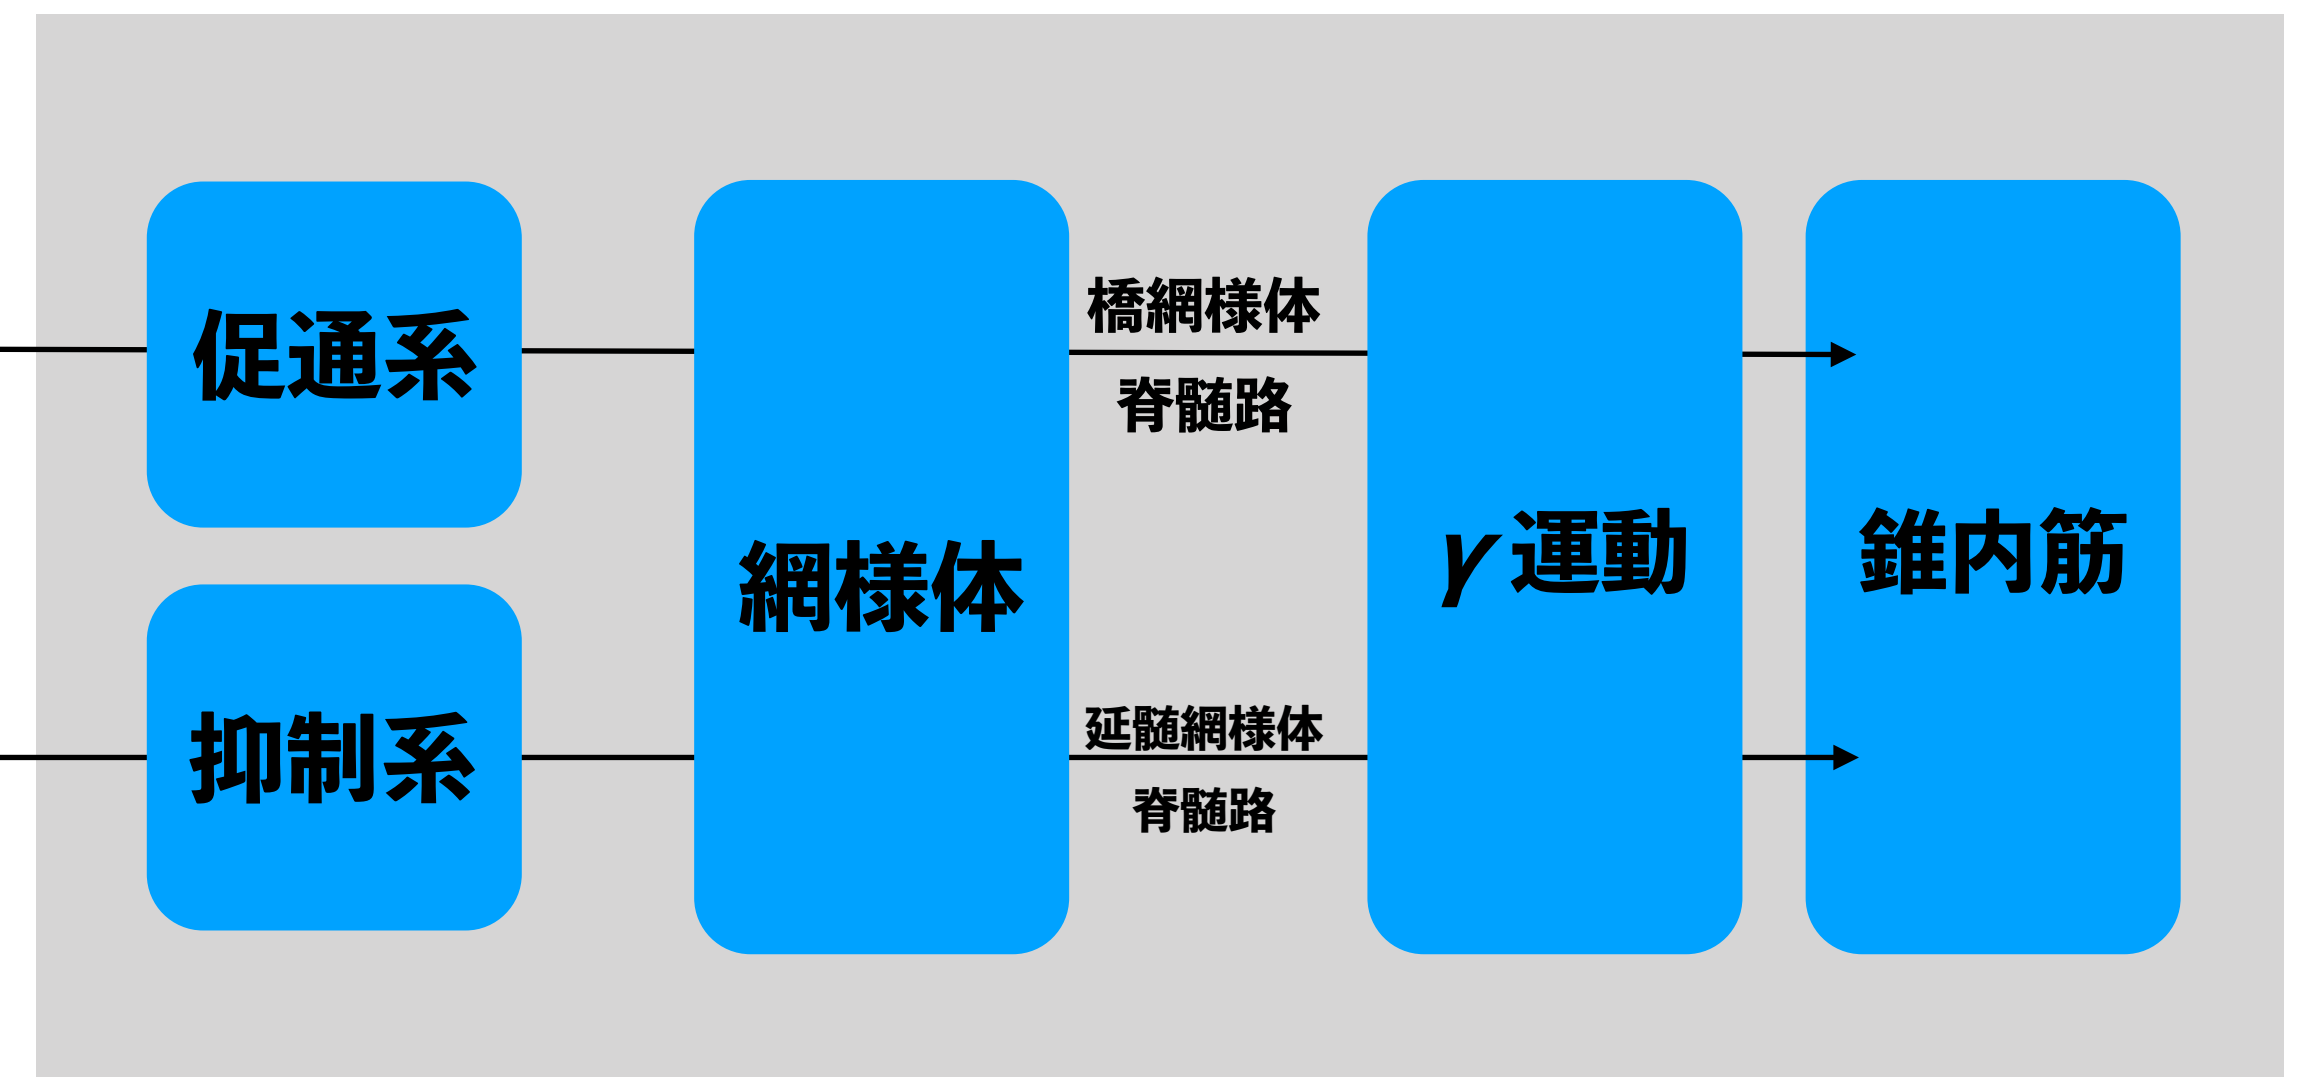 促通系
抑制系
網様体
橋網様体
脊髄路
延髄網様体
脊髄路
γ運動
錐内筋